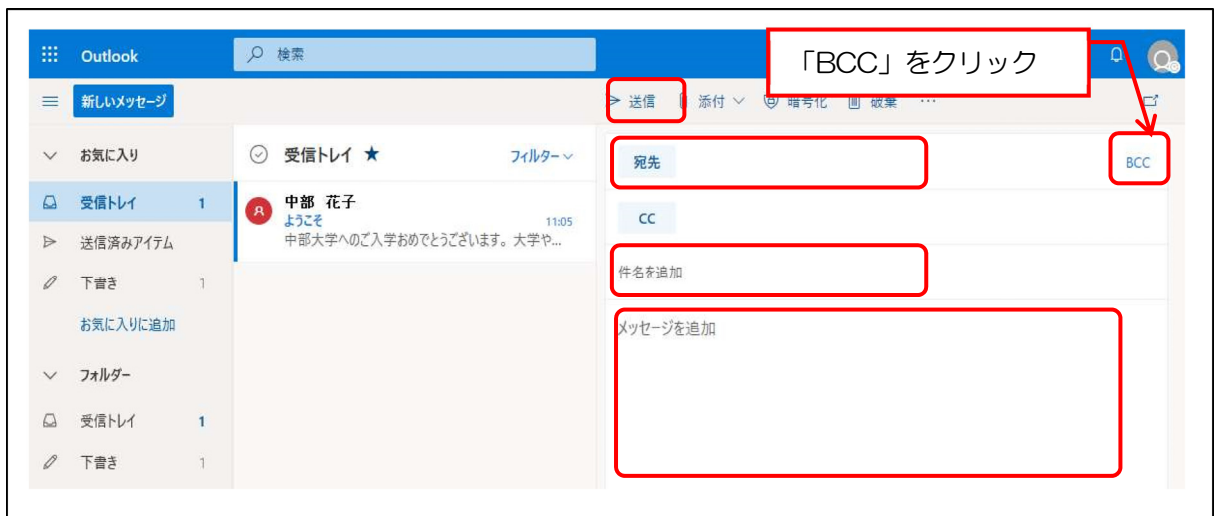 Outlook
検索
「BCC」をクリック
新しいメッセージ
送信 添付 暗号化 破棄 …
お気に入り
受信トレイ 1
送信済みアイテム
下書き 1
お気に入りに追加
フォルダー
受信トレイ 1
下書き 1
受信トレイ ★ フィルター
中部 花子
ようこそ 11:05
中部大学へのご入学おめでとうございます。大学や...
宛先 BCC
CC
件名を追加
メッセージを追加